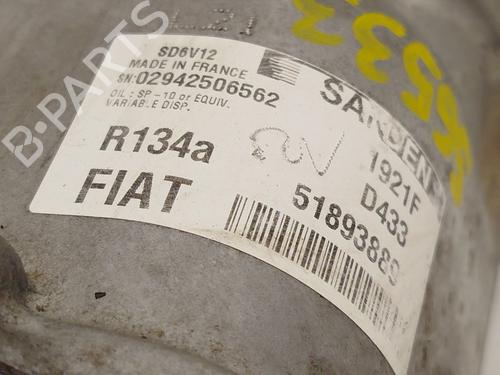 L21
SD6V12
MADE IN FRANCE
SN:02942506562
OIL : SP-10 or EQUIV.
VARIABLE DISP.
R134a
FIAT
1921F
D433
51893889
B-PARTS